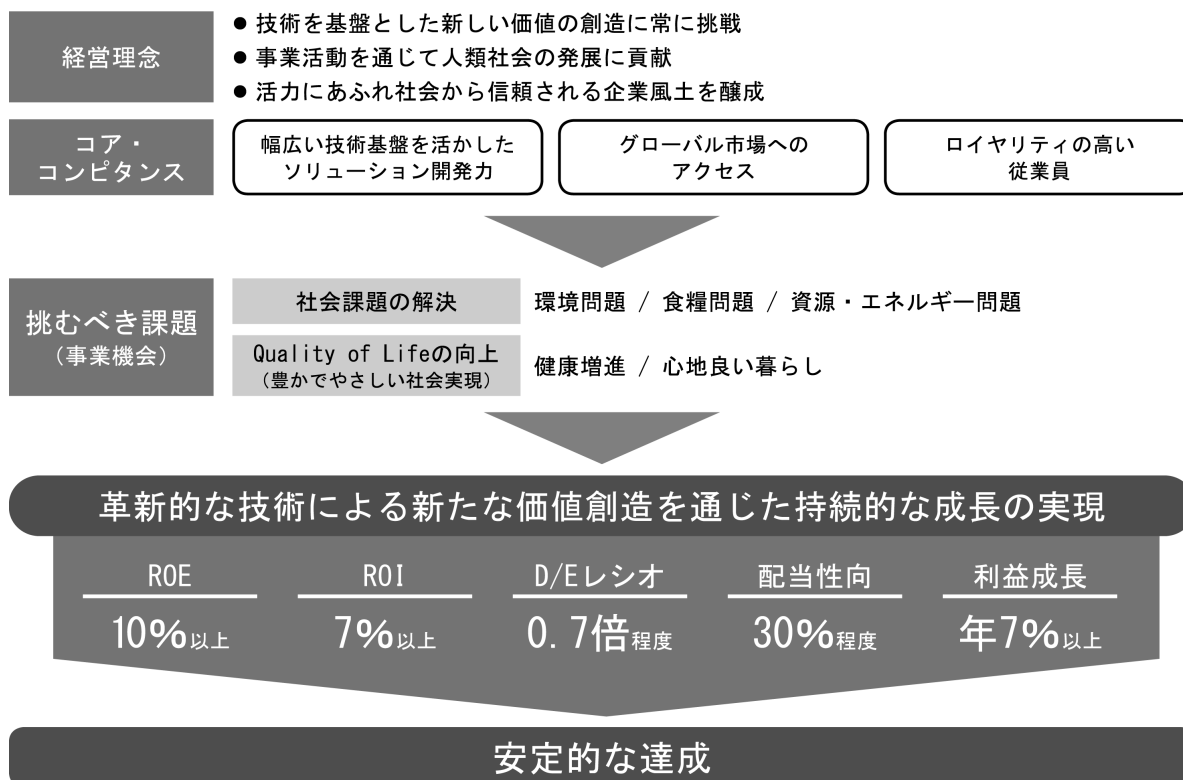 経営理念
● 技術を基盤とした新しい価値の創造に常に挑戦
● 事業活動を通じて人類社会の発展に貢献
● 活力にあふれ社会から信頼される企業風土を醸成
コア・
コンピタンス
幅広い技術基盤を活かした
ソリューション開発力
グローバル市場への
アクセス
ロイヤリティの高い
従業員
挑むべき課題
（事業機会）
社会課題の解決
環境問題 / 食糧問題 / 資源・エネルギー問題
Quality of Lifeの向上
（豊かでやさしい社会実現）
健康増進 / 心地良い暮らし
革新的な技術による新たな価値創造を通じた持続的な成長の実現
ROE
10%以上
ROI
7%以上
D/Eレシオ
0.7倍程度
配当性向
30%程度
利益成長
年7%以上
安定的な達成